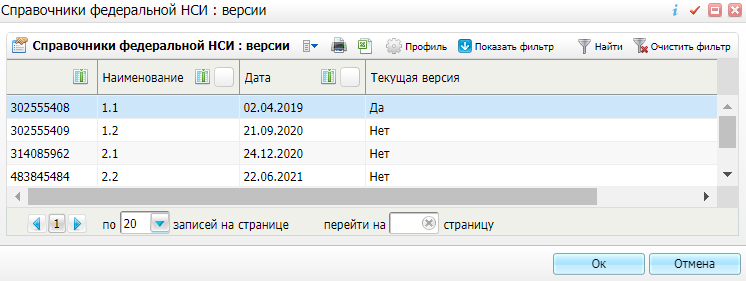 Справочники федеральной НСИ : версии
Справочники федеральной НСИ : версии Профиль Показать фильтр Найти Очистить фильтр
Наименование Дата Текущая версия
302555408 1.1 02.04.2019 Да
302555409 1.2 21.09.2020 Нет
314085962 2.1 24.12.2020 Нет
483845484 2.2 22.06.2021 Нет
1 по 20 записей на странице перейти на страницу
Ок Отмена